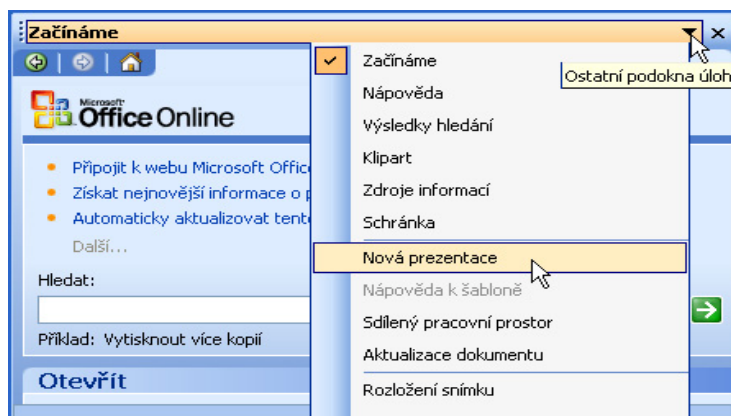 Začínáme
Ostatní podokna úloh
Microsoft
Office Online
Připojit k webu Microsoft Offic
Získat nejnovější informace o p
Automaticky aktualizovat tent
Další...
Hledat:
Příklad: Vytisknout více kopií
Otevřít
Začínáme
Nápověda
Výsledky hledání
Klipart
Zdroje informací
Schránka
Nová prezentace
Nápověda k šabloně
Sdílený pracovní prostor
Aktualizace dokumentu
Rozložení snímku